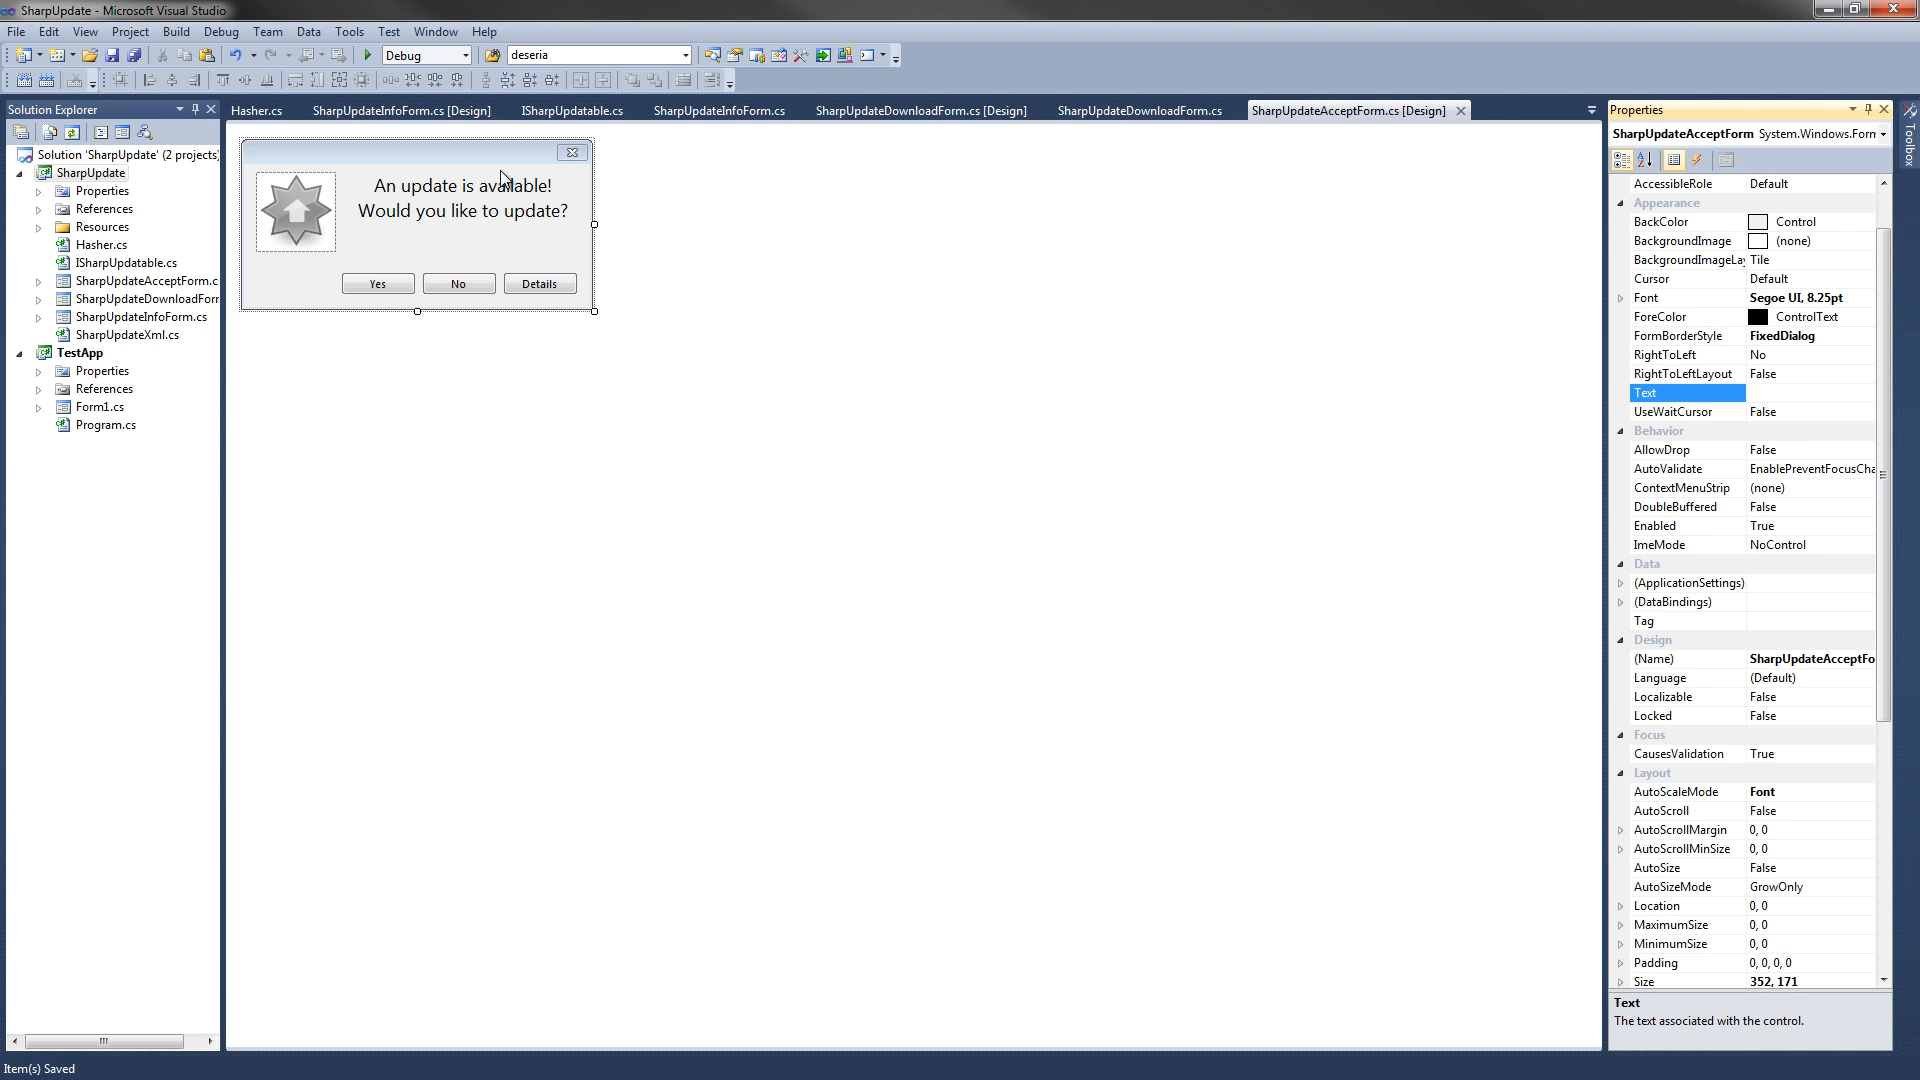 SharpUpdate - Microsoft Visual Studio
File Edit View Project Build Debug Team Data Tools Test Window Help
Debug deseria
Solution Explorer
Solution 'SharpUpdate' (2 projects)
SharpUpdate
Properties
References
Resources
Hasher.cs
ISharpUpdatable.cs
SharpUpdateAcceptForm.c
SharpUpdateDownloadForr
SharpUpdateInfoForm.cs
SharpUpdateXml.cs
TestApp
Properties
References
Form1.cs
Program.cs
Hasher.cs SharpUpdateInfoForm.cs [Design] ISharpUpdatable.cs SharpUpdateInfoForm.cs SharpUpdateDownloadForm.cs [Design] SharpUpdateDownloadForm.cs SharpUpdateAcceptForm.cs [Design]
An update is available!
Would you like to update?
Yes No Details
Properties
SharpUpdateAcceptForm System.Windows.Form
AccessibleRole Default
Appearance
BackColor Control
BackgroundImage (none)
BackgroundImageLay Tile
Cursor Default
Font Segoe UI, 8.25pt
ForeColor ControlText
FormBorderStyle FixedDialog
RightToLeft No
RightToLeftLayout False
Text
UseWaitCursor False
Behavior
AllowDrop False
AutoValidate EnablePreventFocusCha
ContextMenuStrip (none)
DoubleBuffered False
Enabled True
ImeMode NoControl
Data
(ApplicationSettings)
(DataBindings)
Tag
Design
(Name) SharpUpdateAcceptFo
Language (Default)
Localizable False
Locked False
Focus
CausesValidation True
Layout
AutoScaleMode Font
AutoScroll False
AutoScrollMargin 0, 0
AutoScrollMinSize 0, 0
AutoSize False
AutoSizeMode GrowOnly
Location 0, 0
MaximumSize 0, 0
MinimumSize 0, 0
Padding 0, 0, 0, 0
Size 352, 171
Text
The text associated with the control.
Toolbox
Item(s) Saved